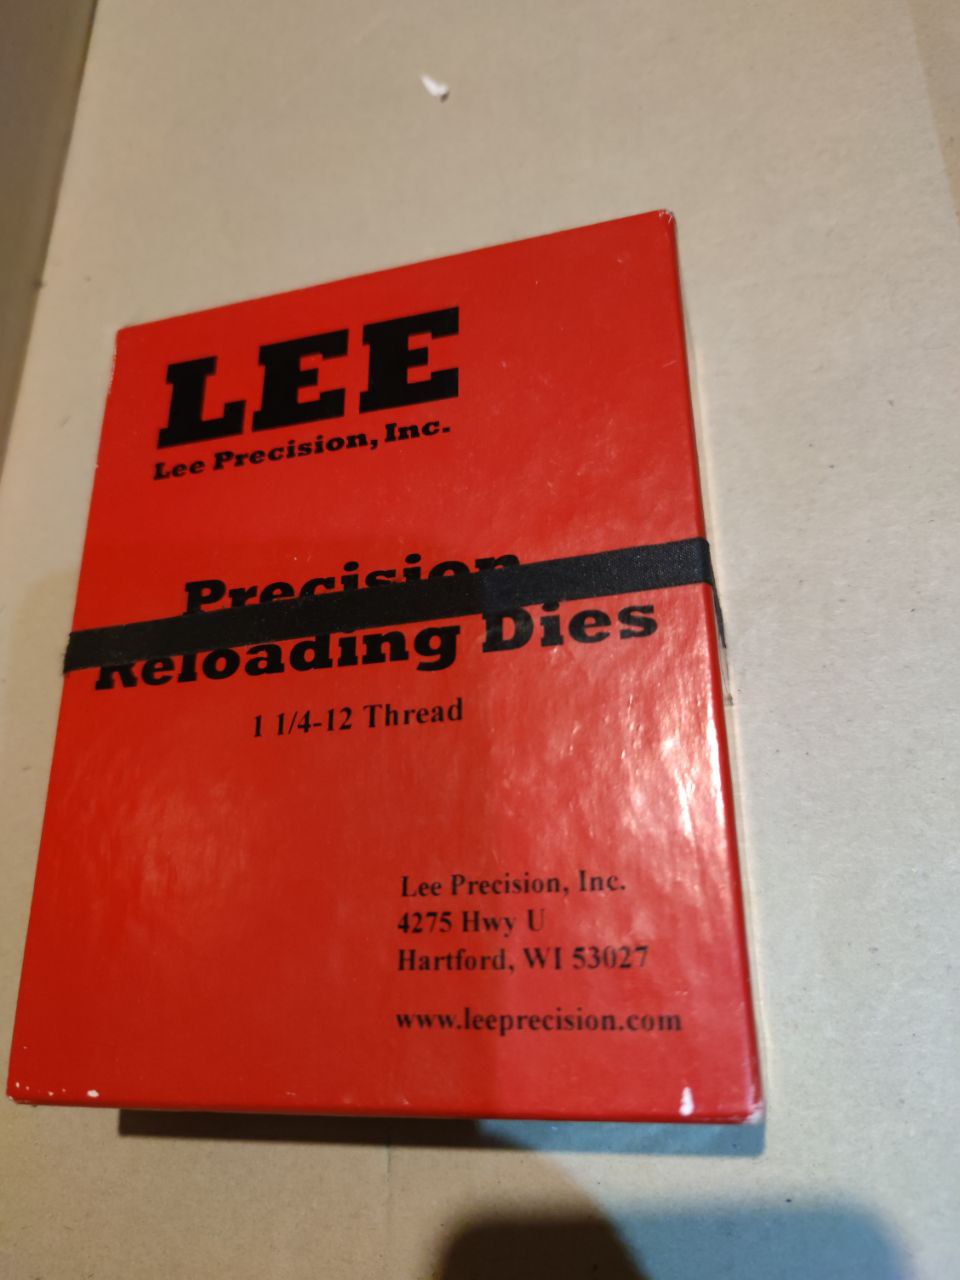 LEE
Lee Precision, Inc.
Precision
Reloading Dies
1 1/4-12 Thread
Lee Precision, Inc.
4275 Hwy U
Hartford, WI 53027
www.leeprecision.com